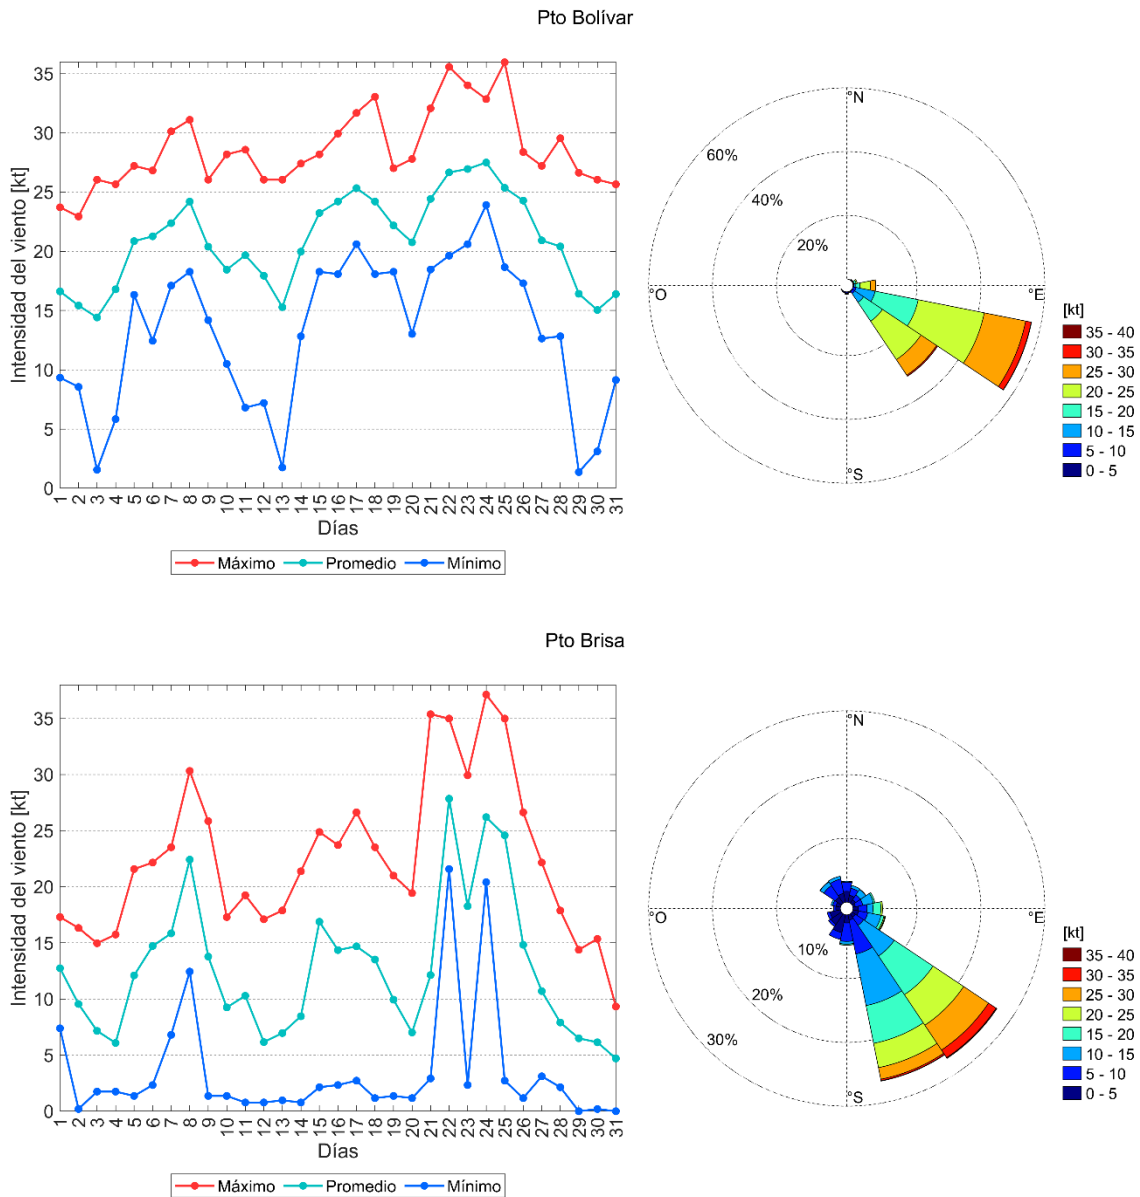 Pto Bolívar
Intensidad del viento [kt]
35
30
25
20
15
10
5
0
1 2 3 4 5 6 7 8 9 10 11 12 13 14 15 16 17 18 19 20 21 22 23 24 25 26 27 28 29 30 31
Días
Máximo Promedio Mínimo
°N
60%
40%
20%
°O
°E
°S
[kt]
35 - 40
30 - 35
25 - 30
20 - 25
15 - 20
10 - 15
5 - 10
0 - 5
Pto Brisa
Intensidad del viento [kt]
35
30
25
20
15
10
5
0
1 2 3 4 5 6 7 8 9 10 11 12 13 14 15 16 17 18 19 20 21 22 23 24 25 26 27 28 29 30 31
Días
Máximo Promedio Mínimo
°N
°O
°E
10%
20%
30%
°S
[kt]
35 - 40
30 - 35
25 - 30
20 - 25
15 - 20
10 - 15
5 - 10
0 - 5